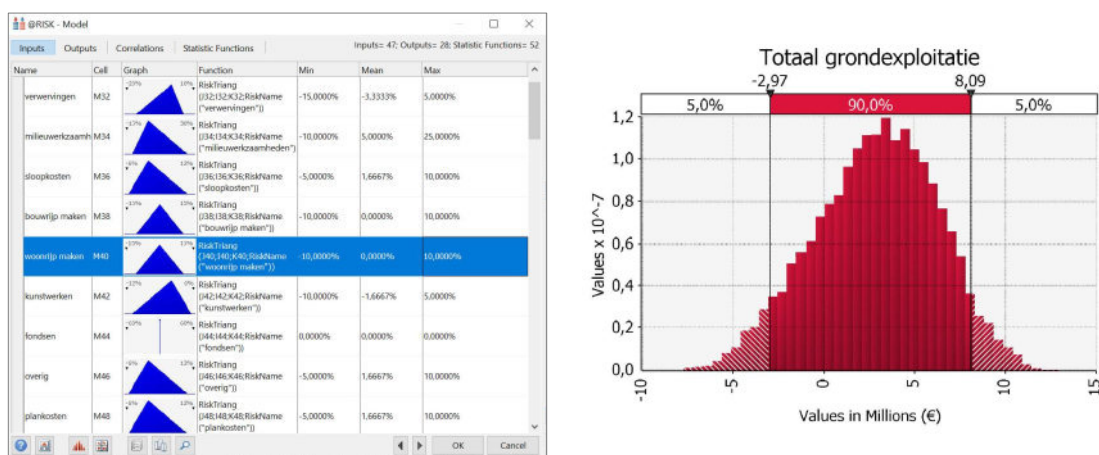 @RISK - Model
Inputs Outputs Correlations Statistic Functions Inputs= 47; Outputs= 28; Statistic Functions= 52
Name Cell Graph Function Min Mean Max
verwervingen M32 RiskTriang (J32;I32;K32;RiskName ("verwervingen")) -15,0000% -3,3333% 5,0000%
milieuwerkzaamh M34 RiskTriang (J34;I34;K34;RiskName ("milieuwerkzaamheden") -10,0000% 5,0000% 25,0000%
sloopkosten M36 RiskTriang (J36;I36;K36;RiskName ("sloopkosten")) -5,0000% 1,6667% 10,0000%
bouwrijp maken M38 RiskTriang (J38;I38;K38;RiskName ("bouwrijp maken")) -10,0000% 0,0000% 10,0000%
woonrijp maken M40 RiskTriang (J40;I40;K40;RiskName ("woonrijp maken")) -10,0000% 0,0000% 10,0000%
kunstwerken M42 RiskTriang (J42;I42;K42;RiskName ("kunstwerken")) -10,0000% -1,6667% 5,0000%
fondsen M44 RiskTriang (J44;I44;K44;RiskName ("fondsen")) 0,0000% 0,0000% 0,0000%
overig M46 RiskTriang (J46;I46;K46;RiskName ("overig")) -5,0000% 1,6667% 10,0000%
plankosten M48 RiskTriang (J48;I48;K48;RiskName ("plankosten")) -5,0000% 1,6667% 10,0000%
OK Cancel
Totaal grondexploitatie
-2,97 8,09
5,0% 90,0% 5,0%
1,2
1,0
0,8
0,6
0,4
0,2
0,0
Values x 10^-7
-10 -5 0 5 10 15
Values in Millions (€)